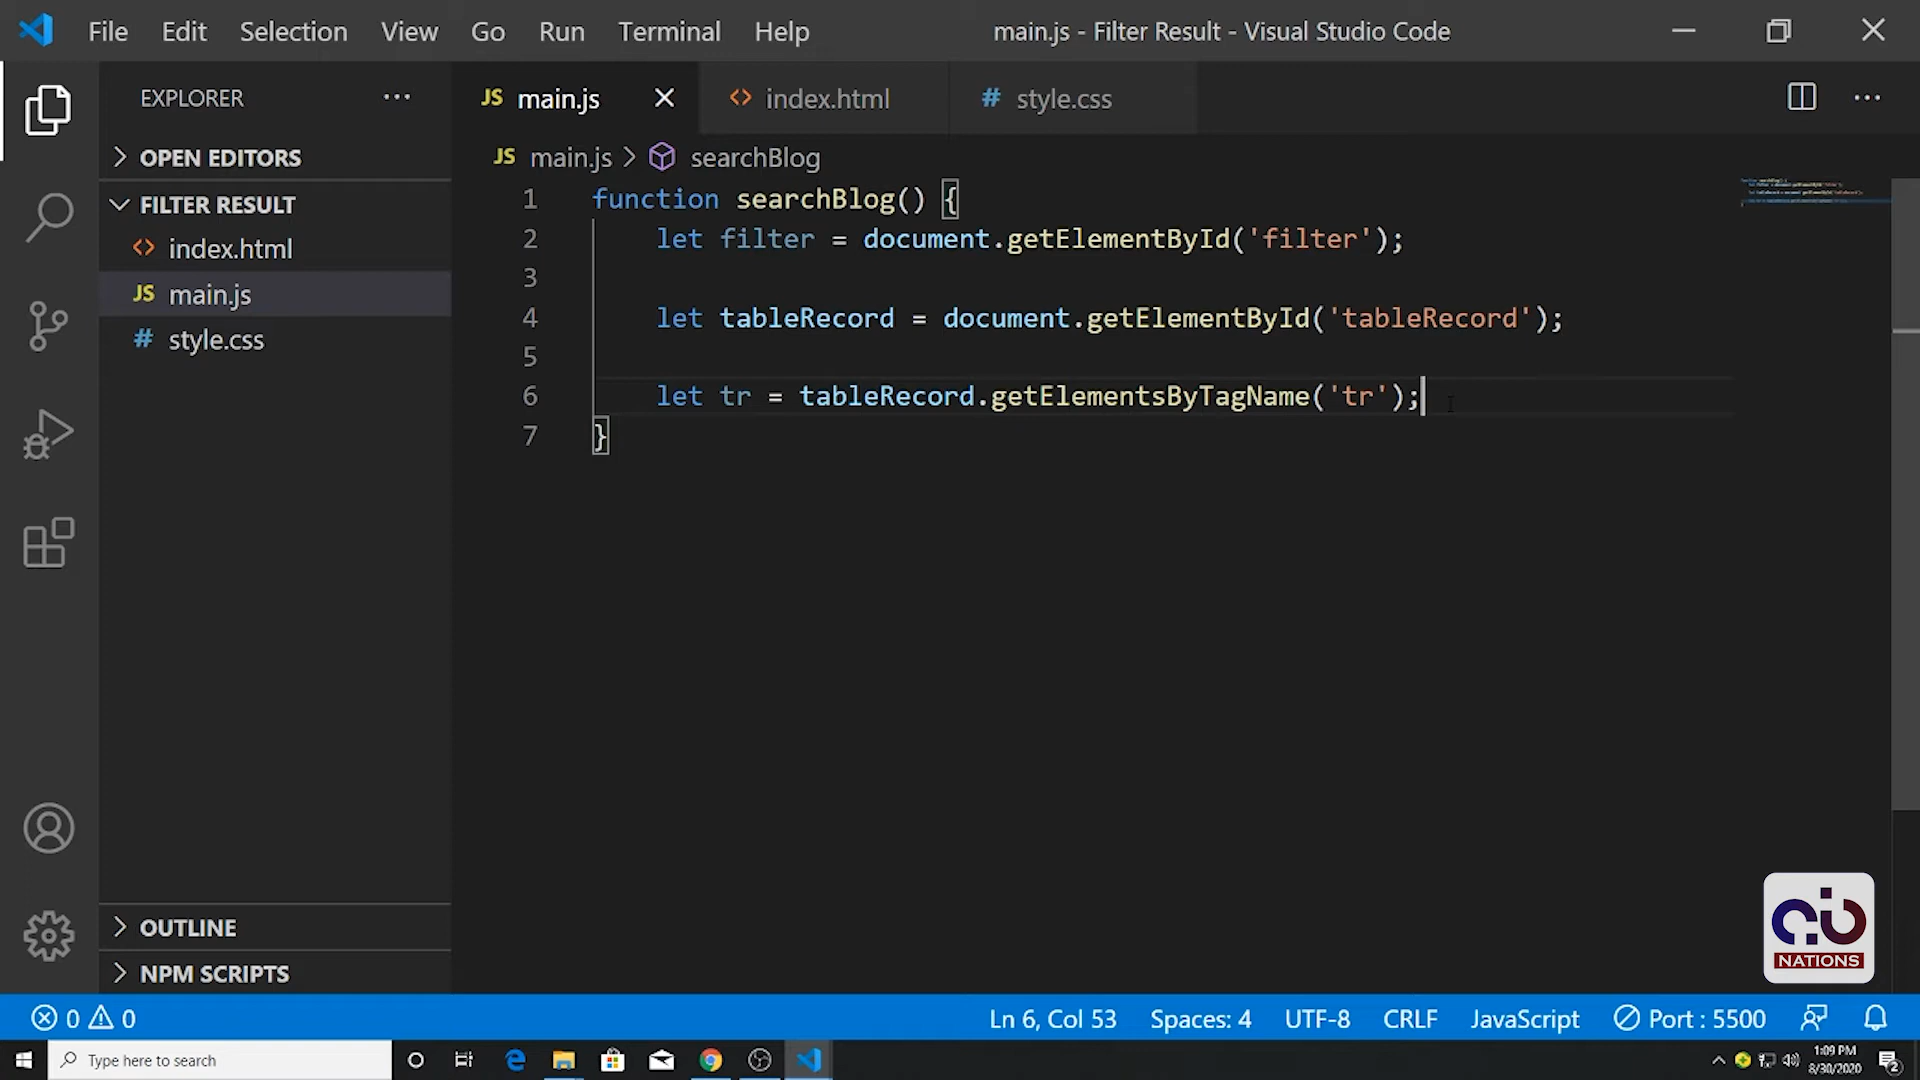 File Edit Selection View Go Run Terminal Help main.js - Filter Result - Visual Studio Code
EXPLORER
OPEN EDITORS
FILTER RESULT
index.html
JS main.js
# style.css
OUTLINE
NPM SCRIPTS
JS main.js index.html # style.css
JS main.js > searchBlog
1 function searchBlog() {
2 let filter = document.getElementById('filter');
3
4 let tableRecord = document.getElementById('tableRecord');
5
6 let tr = tableRecord.getElementsByTagName('tr');
7 }
NATIONS
0 0 Ln 6, Col 53 Spaces: 4 UTF-8 CRLF JavaScript Port : 5500
Type here to search
1:09 PM
8/30/2020
2